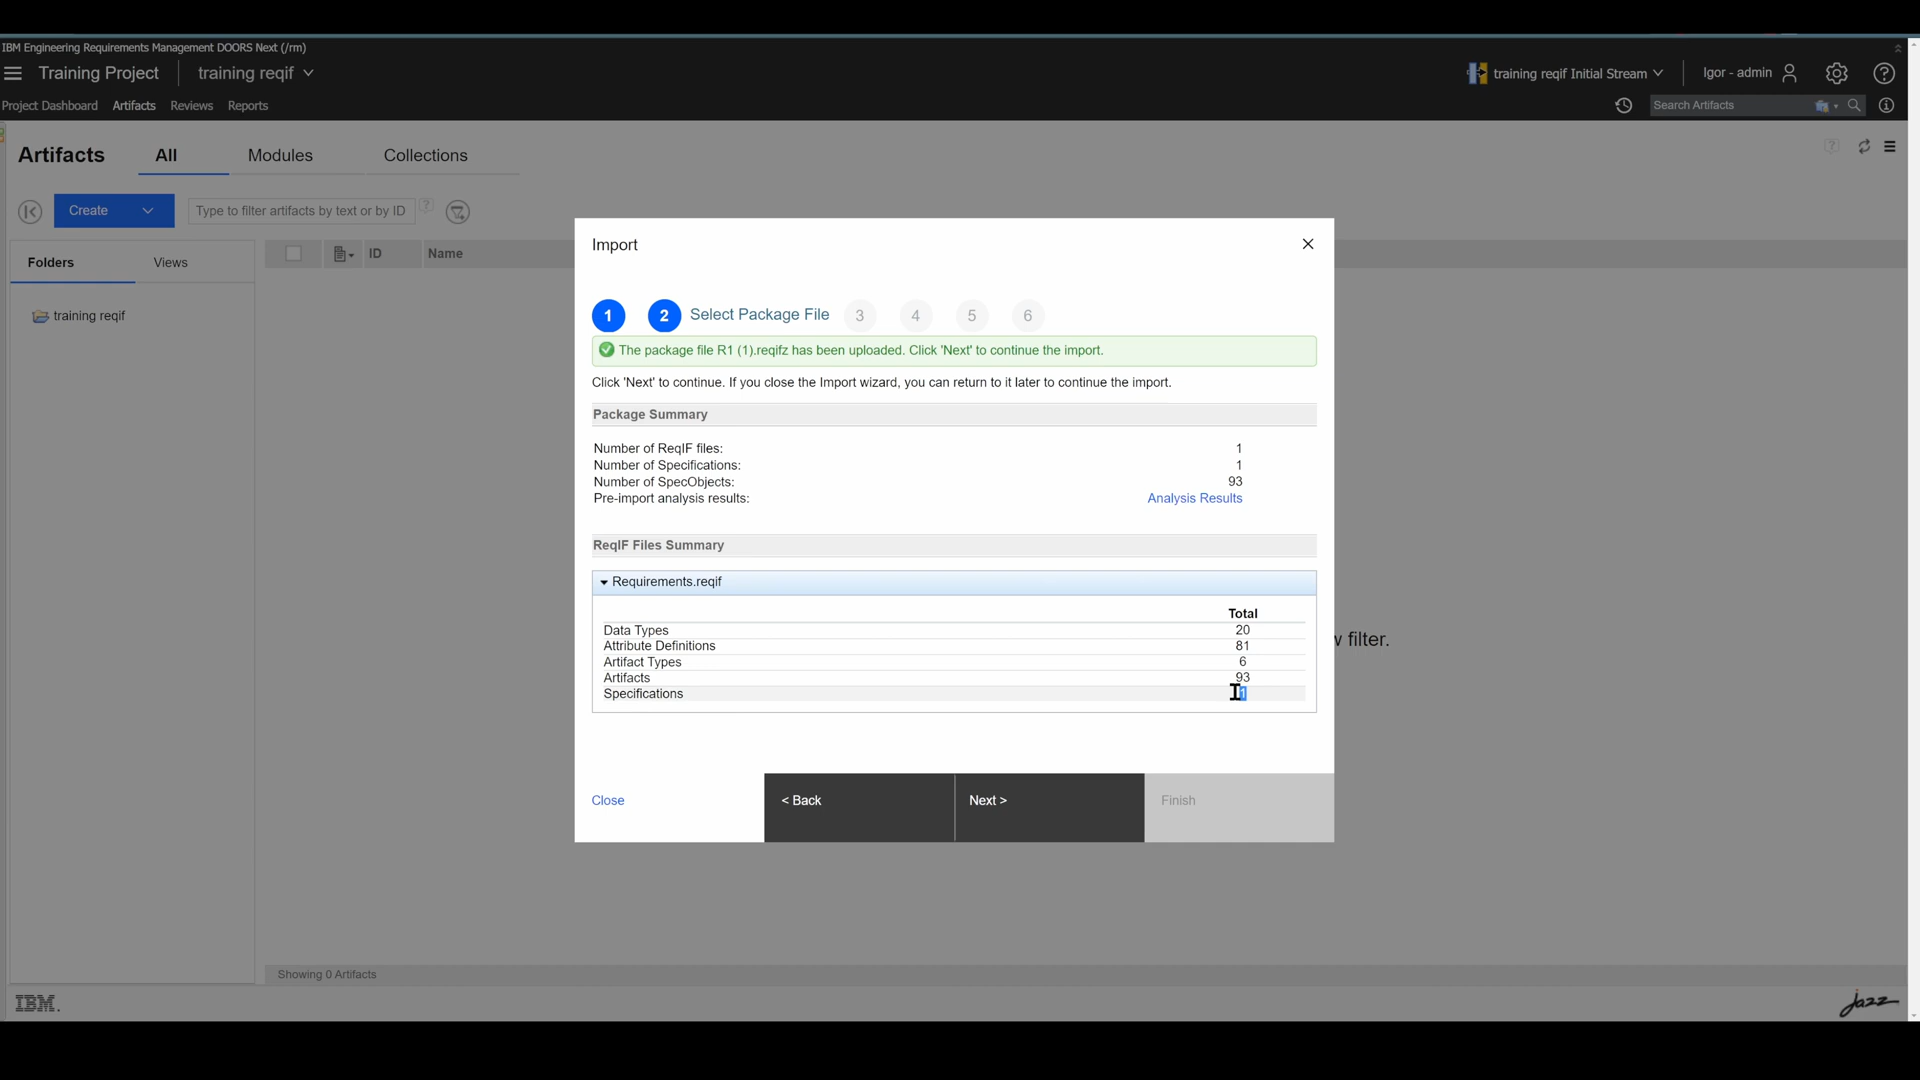 IBM Engineering Requirements Management DOORS Next (/rm)
Training Project training reqif
training reqif Initial Stream Igor - admin
Project Dashboard Artifacts Reviews Reports
Search Artifacts
Artifacts All Modules Collections
Create Type to filter artifacts by text or by ID
Folders Views
ID Name
training reqif
Import
1 2 Select Package File 3 4 5 6
The package file R1 (1).reqifz has been uploaded. Click 'Next' to continue the import.
Click 'Next' to continue. If you close the Import wizard, you can return to it later to continue the import.
Package Summary
Number of ReqIF files: 1
Number of Specifications: 1
Number of SpecObjects: 93
Pre-import analysis results: Analysis Results
ReqIF Files Summary
Requirements.reqif
Total
Data Types 20
Attribute Definitions 81
Artifact Types 6
Artifacts 93
Specifications 1
filter.
Close < Back Next > Finish
Showing 0 Artifacts
IBM. jazz